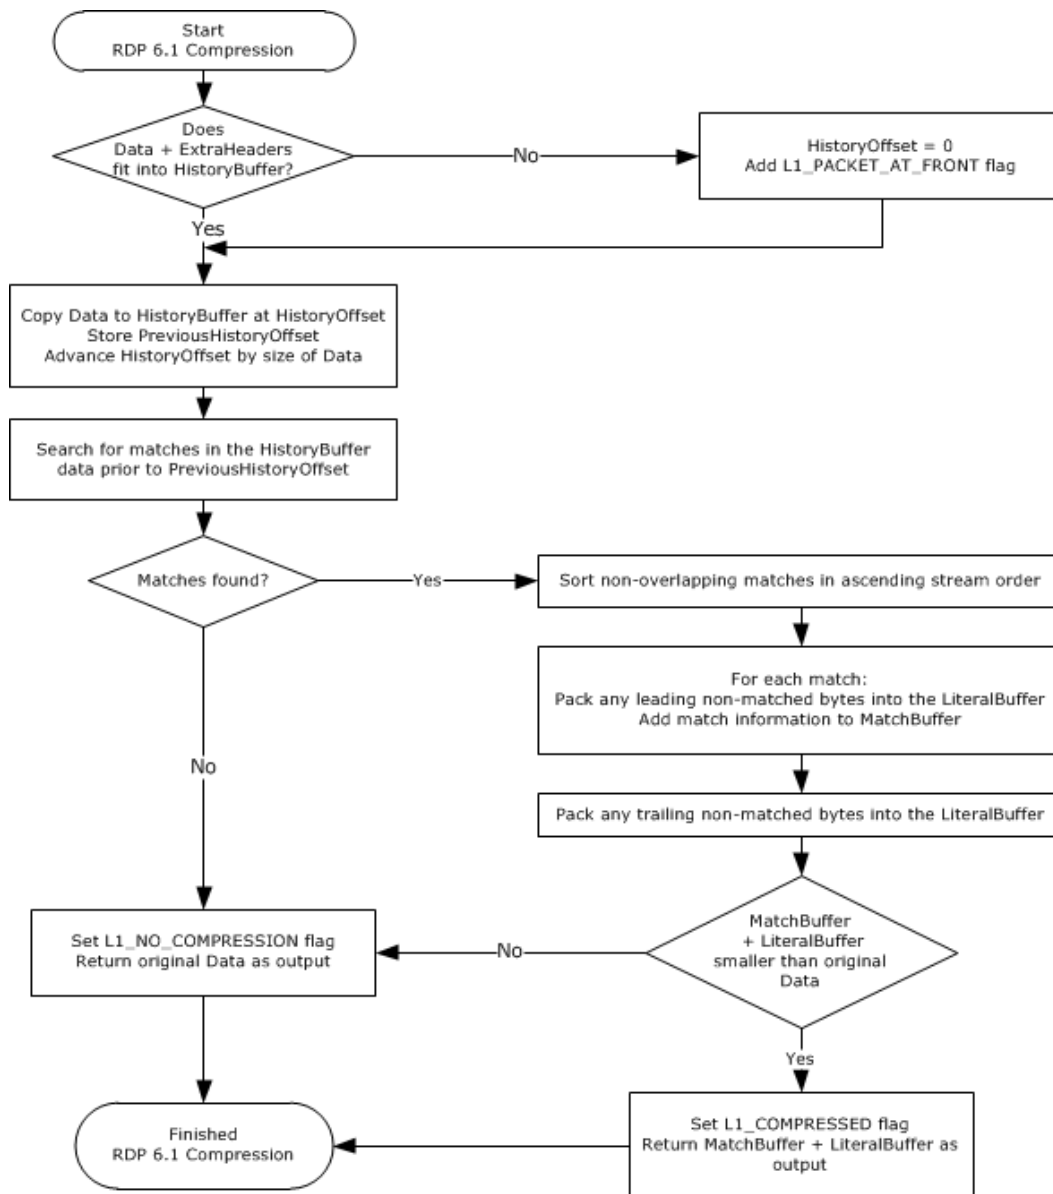 Start
RDP 6.1 Compression
Does
Data + ExtraHeaders
fit into HistoryBuffer?
No
HistoryOffset = 0
Add L1_PACKET_AT_FRONT flag
Yes
Copy Data to HistoryBuffer at HistoryOffset
Store PreviousHistoryOffset
Advance HistoryOffset by size of Data
Search for matches in the HistoryBuffer
data prior to PreviousHistoryOffset
Matches found?
Yes
Sort non-overlapping matches in ascending stream order
For each match:
Pack any leading non-matched bytes into the LiteralBuffer
Add match information to MatchBuffer
No
Pack any trailing non-matched bytes into the LiteralBuffer
MatchBuffer
+ LiteralBuffer
smaller than original
Data
No
Set L1_NO_COMPRESSION flag
Return original Data as output
Yes
Set L1_COMPRESSED flag
Return MatchBuffer + LiteralBuffer as
output
Finished
RDP 6.1 Compression